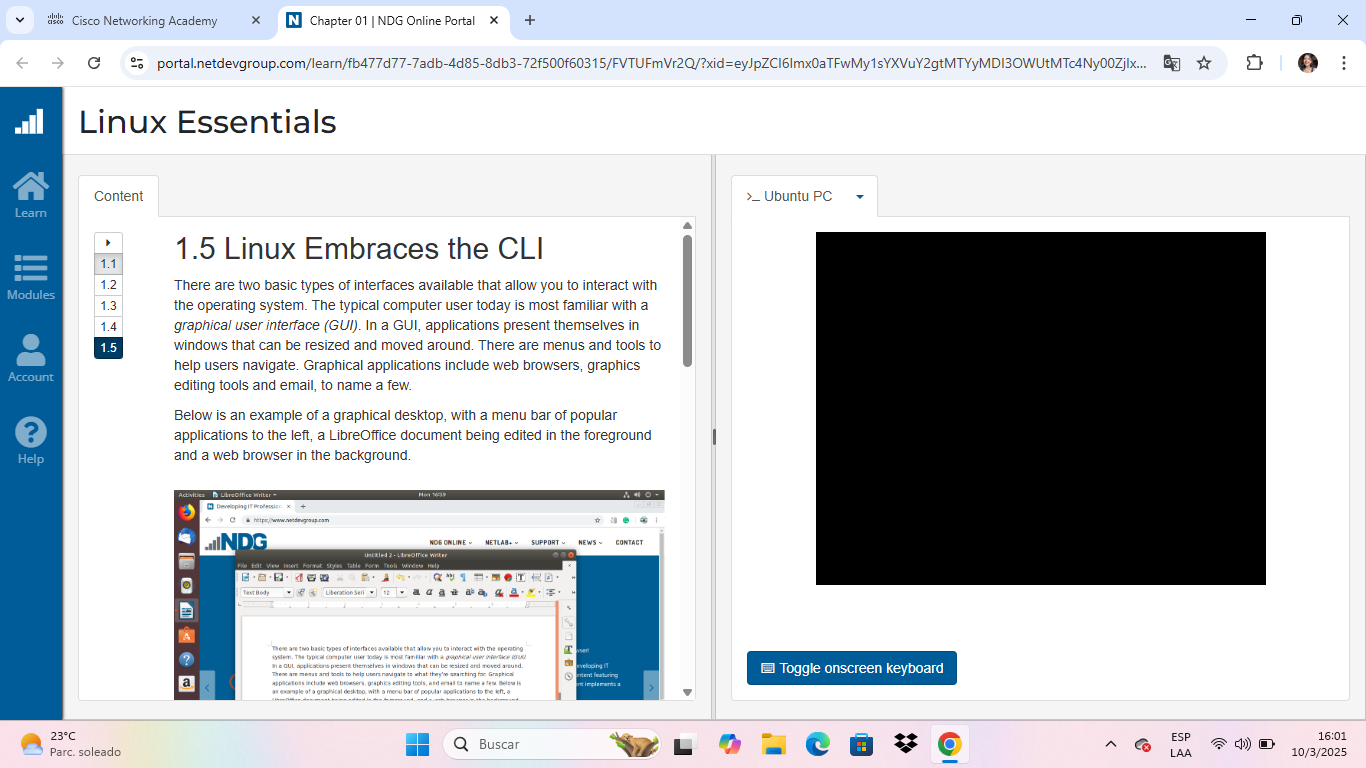 Cisco Networking Academy
Chapter 01 | NDG Online Portal
portal.netdevgroup.com/learn/fb477d77-7adb-4d85-8db3-72f500f60315/FVTUFmVr2Q/?xid=eyJpZCI6Imx0aTFwMy1sYXVuY2gtMTYyMDI3OWUtMTc4Ny00ZjIx...
Linux Essentials
Learn
Modules
Account
Help
Content
1.1
1.2
1.3
1.4
1.5
1.5 Linux Embraces the CLI
There are two basic types of interfaces available that allow you to interact with
the operating system. The typical computer user today is most familiar with a
graphical user interface (GUI). In a GUI, applications present themselves in
windows that can be resized and moved around. There are menus and tools to
help users navigate. Graphical applications include web browsers, graphics
editing tools and email, to name a few.
Below is an example of a graphical desktop, with a menu bar of popular
applications to the left, a LibreOffice document being edited in the foreground
and a web browser in the background.
Activities LibreOffice Writer Mon 16:59
Developing IT Profession
https://www.netdevgroup.com
NDG
NDG ONLINE NETLAB+ SUPPORT NEWS CONTACT
Untitled 2 - LibreOffice Writer
File Edit View Insert Format Styles Table Form Tools Window Help
Text Body Liberation Seri 12
There are two basic types of interfaces available that allow you to interact with the operating
system. The typical computer user today is most familiar with a graphical user interface (GUI).
In a GUI, applications present themselves in windows that can be resized and moved around.
There are menus and tools to help users navigate to what they're searching for. Graphical
applications include web browsers, graphics editing tools, and email to name a few. Below is
an example of a graphical desktop, with a menu bar of popular applications to the left, a
>_ Ubuntu PC
Toggle onscreen keyboard
23°C
Parc. soleado
Buscar
ESP
LAA
16:01
10/3/2025